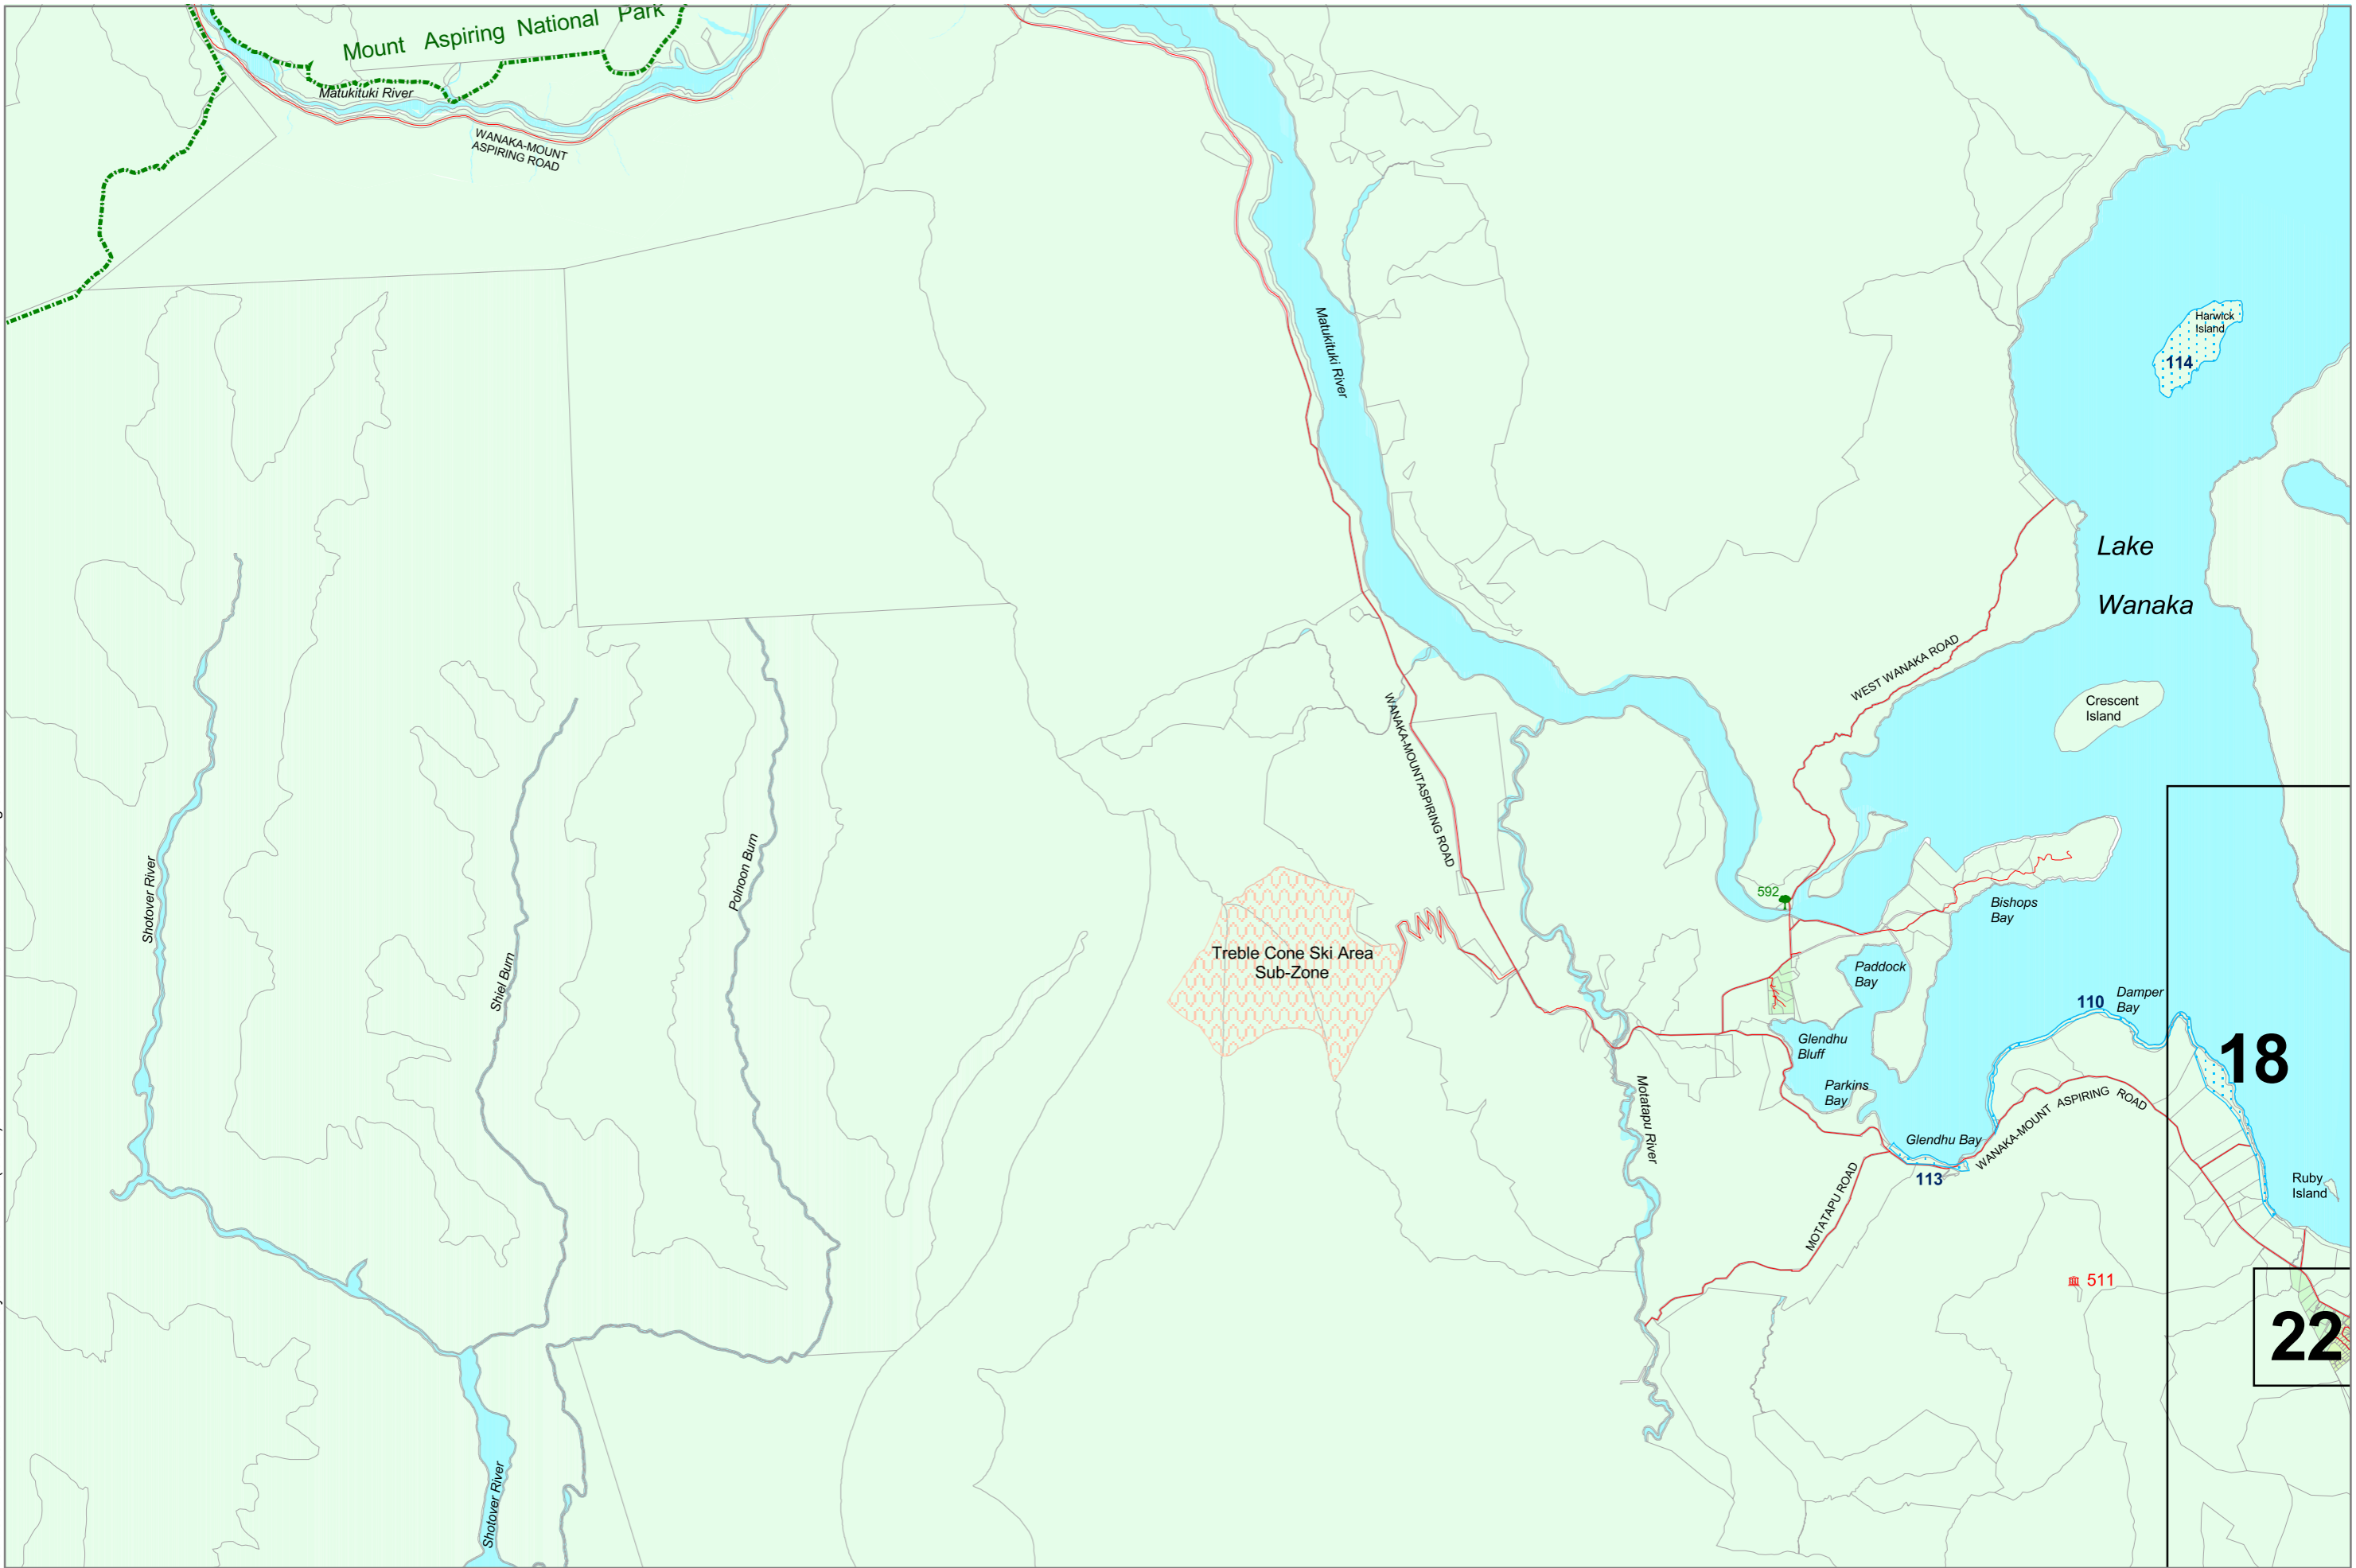 Mount Aspiring National Park
Matukituki River
WANAKA-MOUNT
ASPIRING ROAD
Matukituki River
Harwick
Island
114
Lake
Wanaka
WEST WANAKA ROAD
Crescent
Island
WANAKA-MOUNTASPIRING ROAD
Shotover River
Polnoon Burn
Shiel Burn
Treble Cone Ski Area
Sub-Zone
592
Bishops
Bay
Paddock
Bay
110
Damper
Bay
Glendhu
Bluff
18
Parkins
Bay
Motatapu River
WANAKA-MOUNT ASPIRING ROAD
Glendhu Bay
113
MOTATAPU ROAD
Ruby
Island
511
22
Shotover River